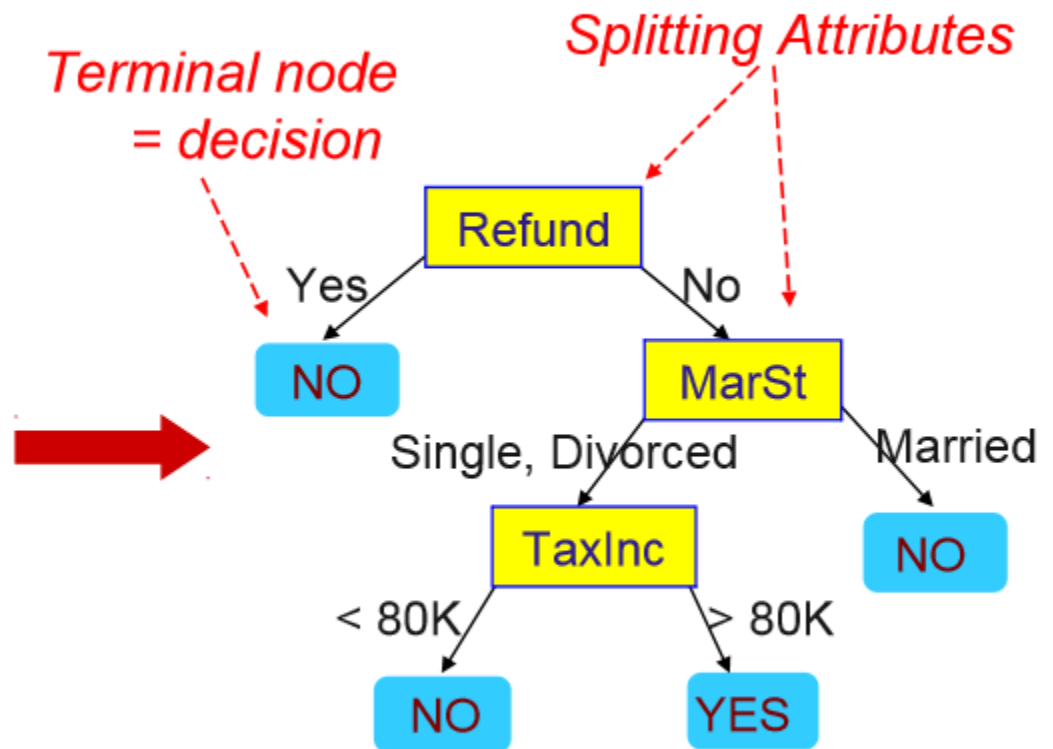 Splitting Attributes
Terminal node
= decision
Refund
Yes
No
NO
MarSt
Single, Divorced
Married
TaxInc
NO
< 80K
> 80K
NO
YES